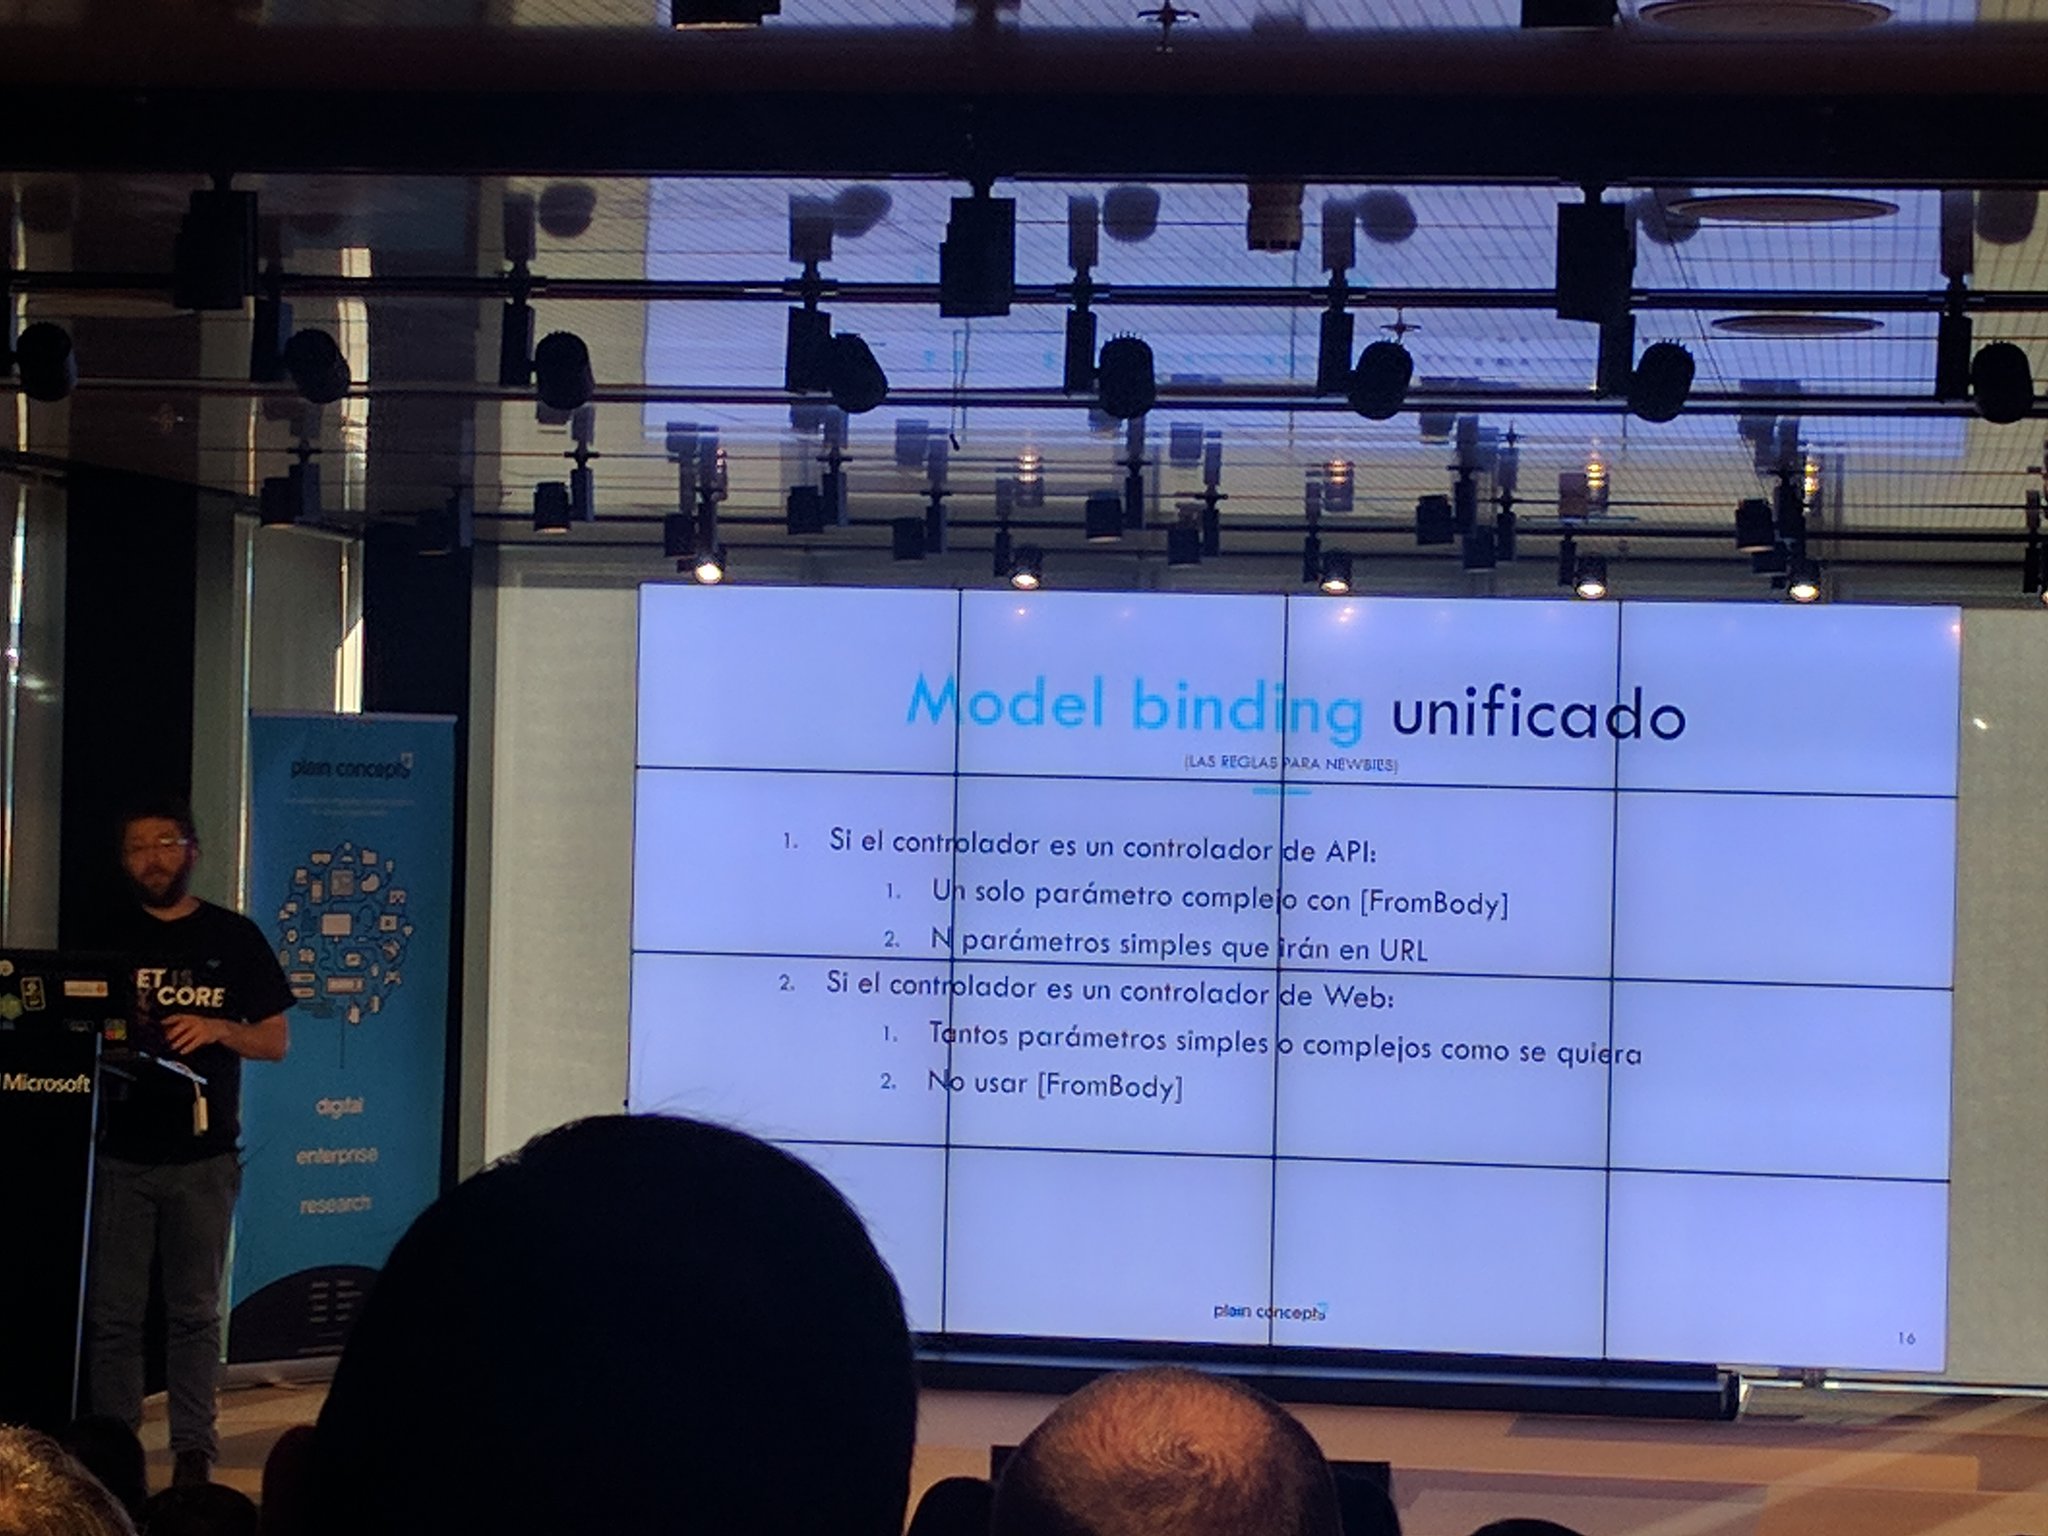 Model binding unificado
(LAS REGLAS PARA NEWBIES)
1. Si el controlador es un controlador de API:
1. Un solo parámetro complejo con [FromBody]
2. N parámetros simples que irán en URL
2. Si el controlador es un controlador de Web:
1. Tantos parámetros simples o complejos como se quiera
2. No usar [FromBody]
plain concepts
16
plain concepts
digital
enterprise
research
ET IS
CORE
Microsoft